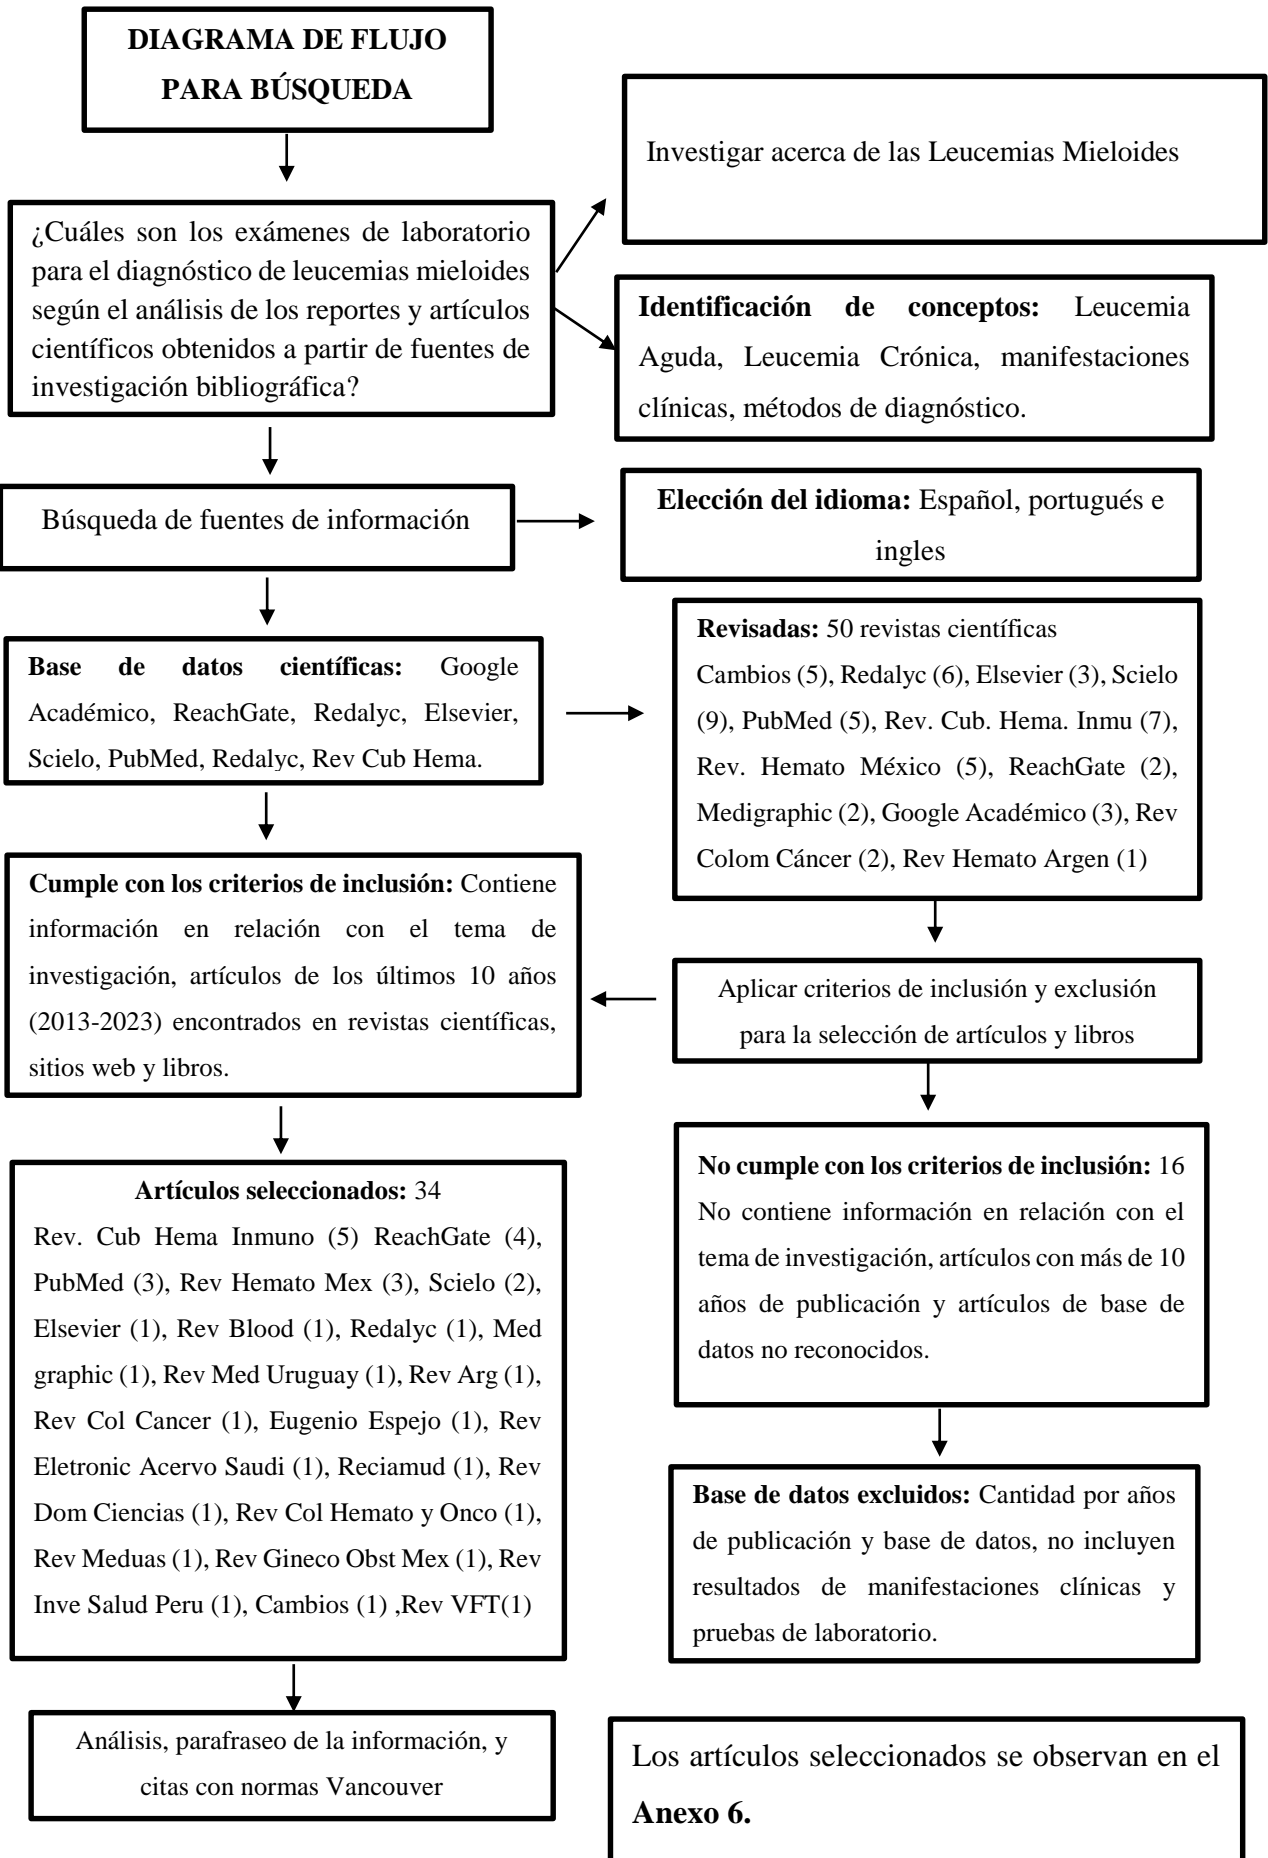 DIAGRAMA DE FLUJO
PARA BÚSQUEDA
Investigar acerca de las Leucemias Mieloides
¿Cuáles son los exámenes de laboratorio
para el diagnóstico de leucemias mieloides
según el análisis de los reportes y artículos
científicos obtenidos a partir de fuentes de
investigación bibliográfica?
Identificación de conceptos: Leucemia
Aguda, Leucemia Crónica, manifestaciones
clínicas, métodos de diagnóstico.
Búsqueda de fuentes de información
Elección del idioma: Español, portugués e
ingles
Base de datos científicas: Google
Académico, ReachGate, Redalyc, Elsevier,
Scielo, PubMed, Redalyc, Rev Cub Hema.
Revisadas: 50 revistas científicas
Cambios (5), Redalyc (6), Elsevier (3), Scielo
(9), PubMed (5), Rev. Cub. Hema. Inmu (7),
Rev. Hemato México (5), ReachGate (2),
Medigraphic (2), Google Académico (3), Rev
Colom Cáncer (2), Rev Hemato Argen (1)
Cumple con los criterios de inclusión: Contiene
información en relación con el tema de
investigación, artículos de los últimos 10 años
(2013-2023) encontrados en revistas científicas,
sitios web y libros.
Aplicar criterios de inclusión y exclusión
para la selección de artículos y libros
No cumple con los criterios de inclusión: 16
No contiene información en relación con el
tema de investigación, artículos con más de 10
años de publicación y artículos de base de
datos no reconocidos.
Artículos seleccionados: 34
Rev. Cub Hema Inmuno (5) ReachGate (4),
PubMed (3), Rev Hemato Mex (3), Scielo (2),
Elsevier (1), Rev Blood (1), Redalyc (1), Med
graphic (1), Rev Med Uruguay (1), Rev Arg (1),
Rev Col Cancer (1), Eugenio Espejo (1), Rev
Eletronic Acervo Saudi (1), Reciamud (1), Rev
Dom Ciencias (1), Rev Col Hemato y Onco (1),
Rev Meduas (1), Rev Gineco Obst Mex (1), Rev
Inve Salud Peru (1), Cambios (1) ,Rev VFT(1)
Base de datos excluidos: Cantidad por años
de publicación y base de datos, no incluyen
resultados de manifestaciones clínicas y
pruebas de laboratorio.
Análisis, parafraseo de la información, y
citas con normas Vancouver
Los artículos seleccionados se observan en el
Anexo 6.